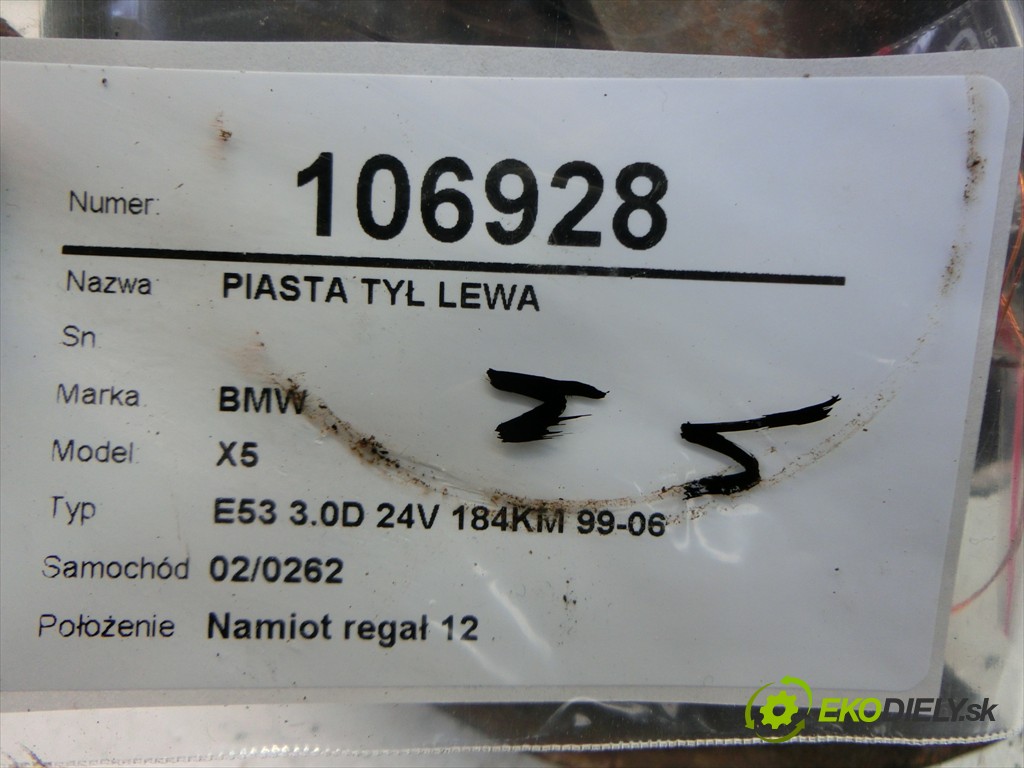 Numer: 106928
Nazwa PIASTA TYŁ LEWA
Sn
Marka BMW
Model: X5
Typ E53 3.0D 24V 184KM 99-06
Samochód 02/0262
Położenie Namiot regał 12
EKODIELY.sk